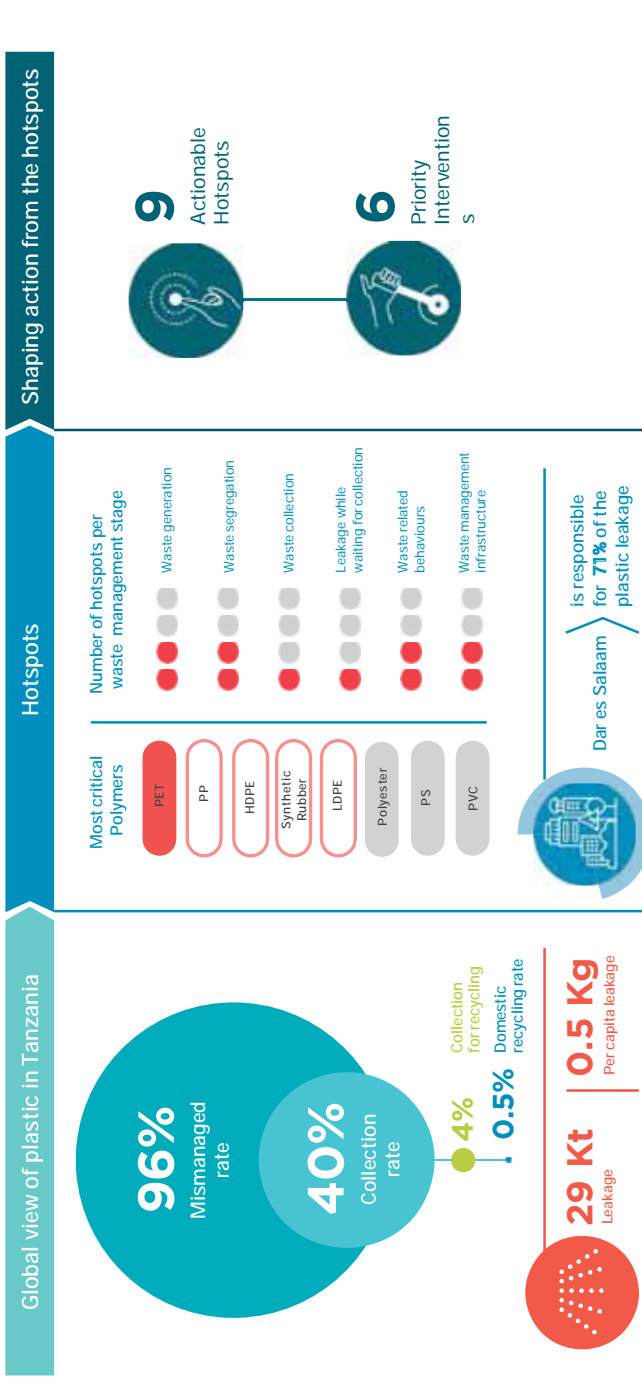 Global view of plastic in Tanzania
96%
Mismanaged
rate
40%
Collection
rate
4%
Collection
for recycling
0.5%
Domestic
recycling rate
29 Kt
Leakage
0.5 Kg
Per capita leakage
Hotspots
Most critical
Polymers
PET
PP
HDPE
Synthetic
Rubber
LDPE
Polyester
PS
PVC
Number of hotspots per
waste management stage
Waste generation
Waste segregation
Waste collection
Leakage while
waiting for collection
Waste related
behaviours
Waste management
infrastructure
Dar es Salaam
is responsible
for 71% of the
plastic leakage
Shaping action from the hotspots
9
Actionable
Hotspots
6
Priority
Intervention
s